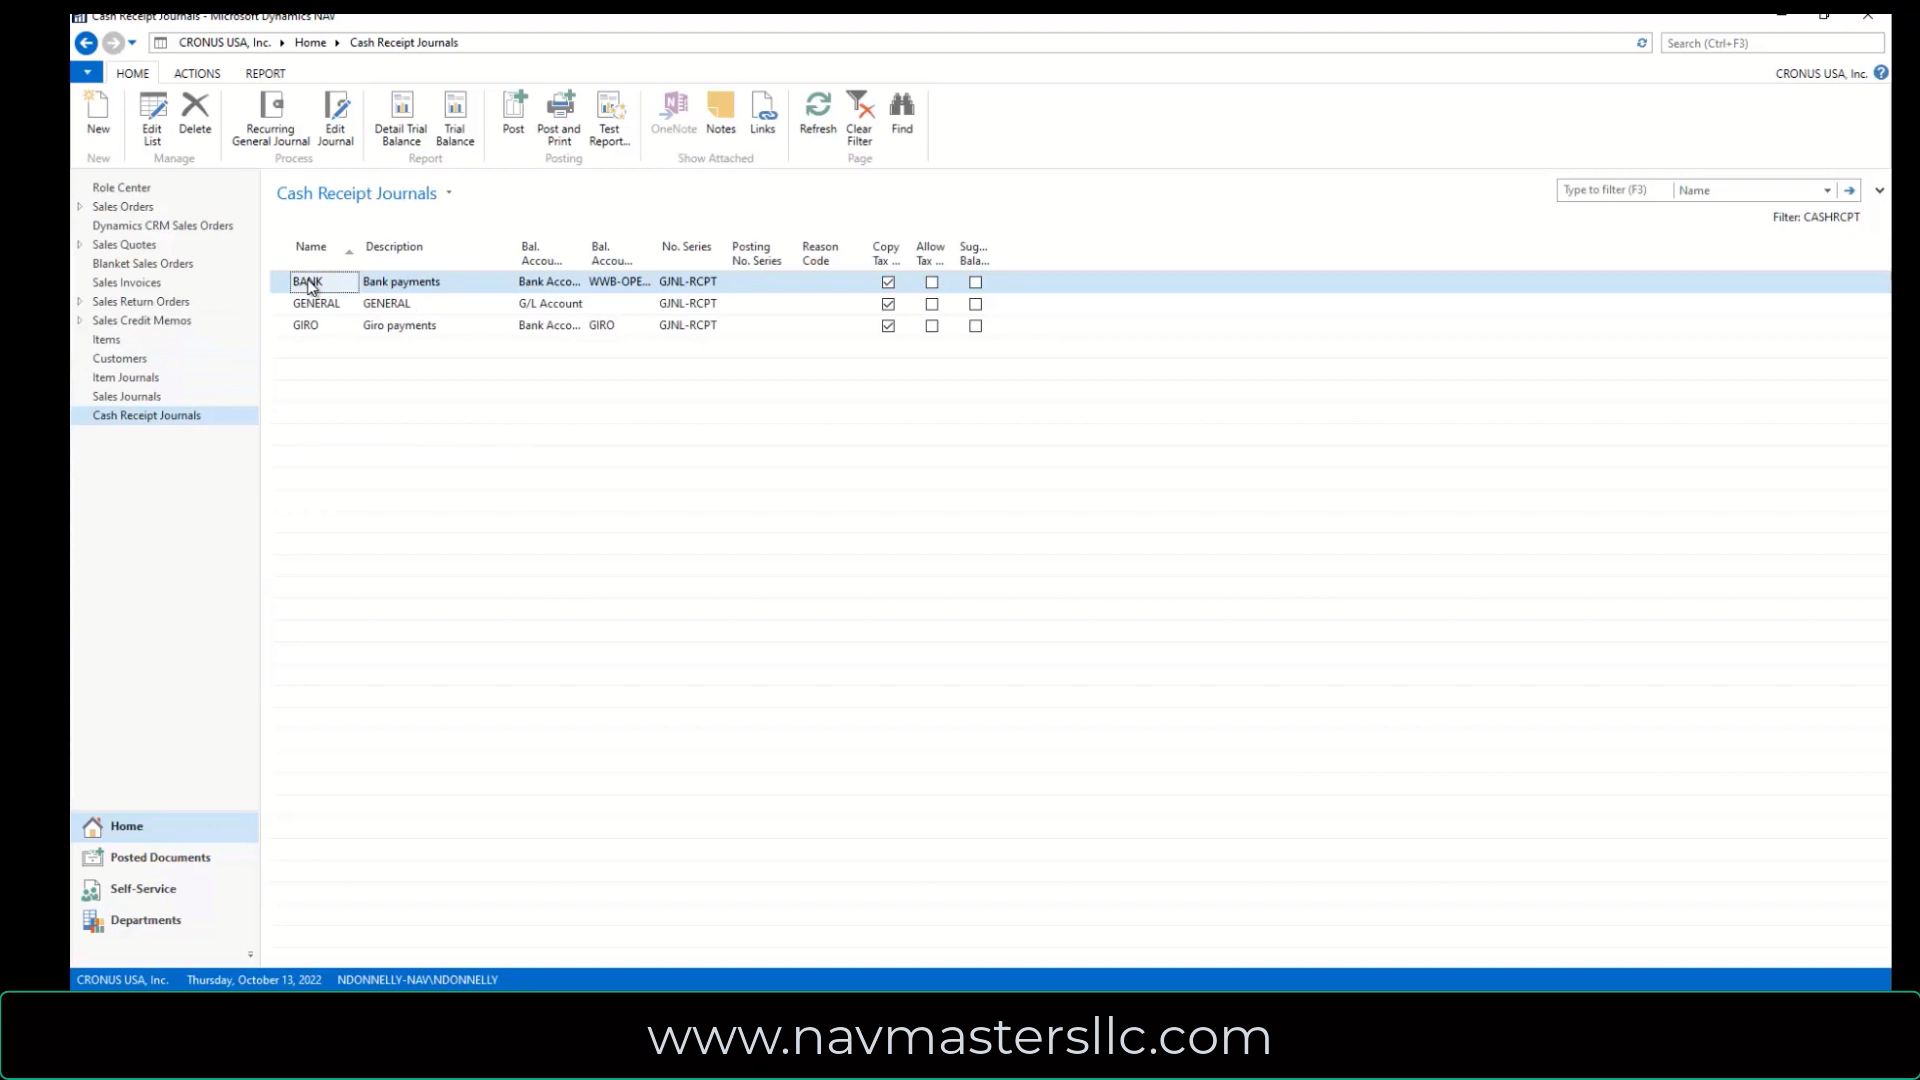 Cash Receipt Journals - Microsoft Dynamics NAV
CRONUS USA, Inc. Home Cash Receipt Journals
Search (Ctrl+F3)
HOME ACTIONS REPORT
CRONUS USA, Inc.
New
Edit List
Delete
Recurring General Journal
Edit Journal
Detail Trial Balance
Trial Balance
Post
Post and Print
Test Report...
OneNote
Notes
Links
Refresh
Clear Filter
Find
New Manage Process Report Posting Show Attached Page
Role Center
Sales Orders
Dynamics CRM Sales Orders
Sales Quotes
Blanket Sales Orders
Sales Invoices
Sales Return Orders
Sales Credit Memos
Items
Customers
Item Journals
Sales Journals
Cash Receipt Journals
Home
Posted Documents
Self-Service
Departments
Cash Receipt Journals
Type to filter (F3) Name
Filter: CASHRCPT
Name Description Bal. Accou... Bal. Accou... No. Series Posting No. Series Reason Code Copy Tax ... Allow Tax ... Sug... Bala...
BANK Bank payments Bank Acco... WWB-OPE... GJNL-RCPT
GENERAL GENERAL G/L Account GJNL-RCPT
GIRO Giro payments Bank Acco... GIRO GJNL-RCPT
CRONUS USA, Inc. Thursday, October 13, 2022 NDONNELLY-NAV\NDONNELLY
www.navmastersllc.com